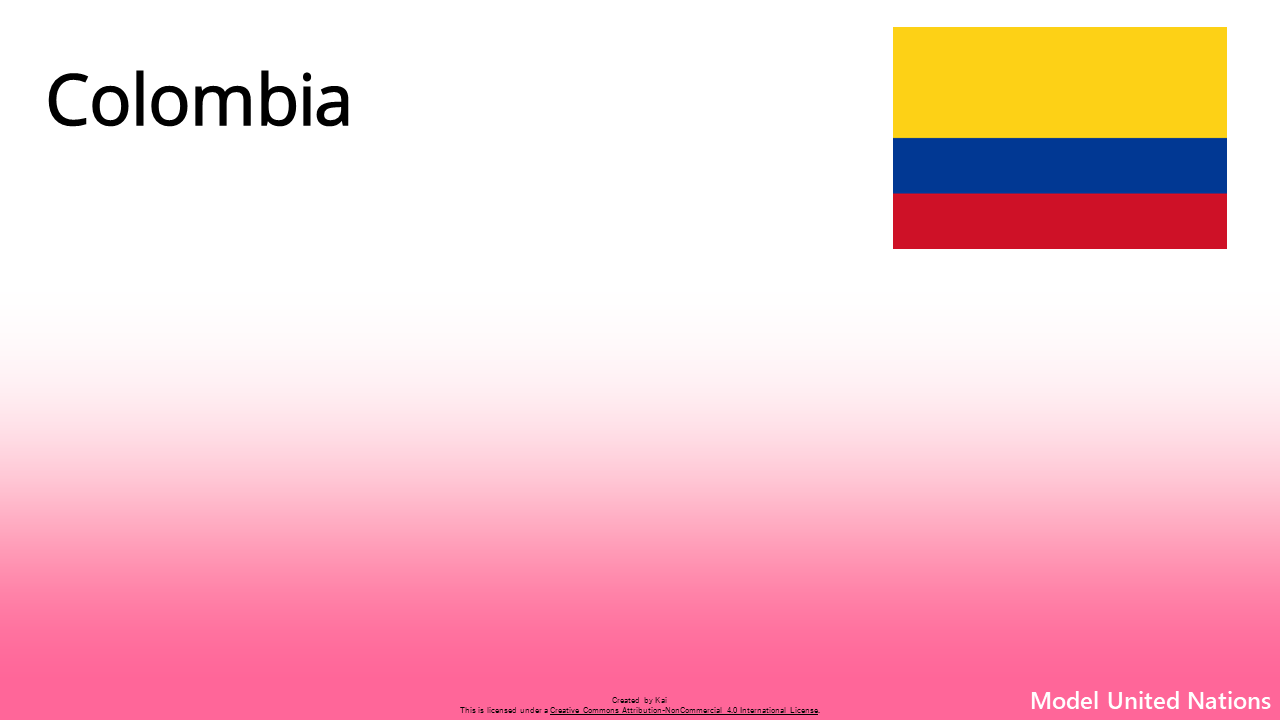 Colombia
Created by Kai
This is licensed under a Creative Commons Attribution-NonCommercial 4.0 International License.
Model United Nations